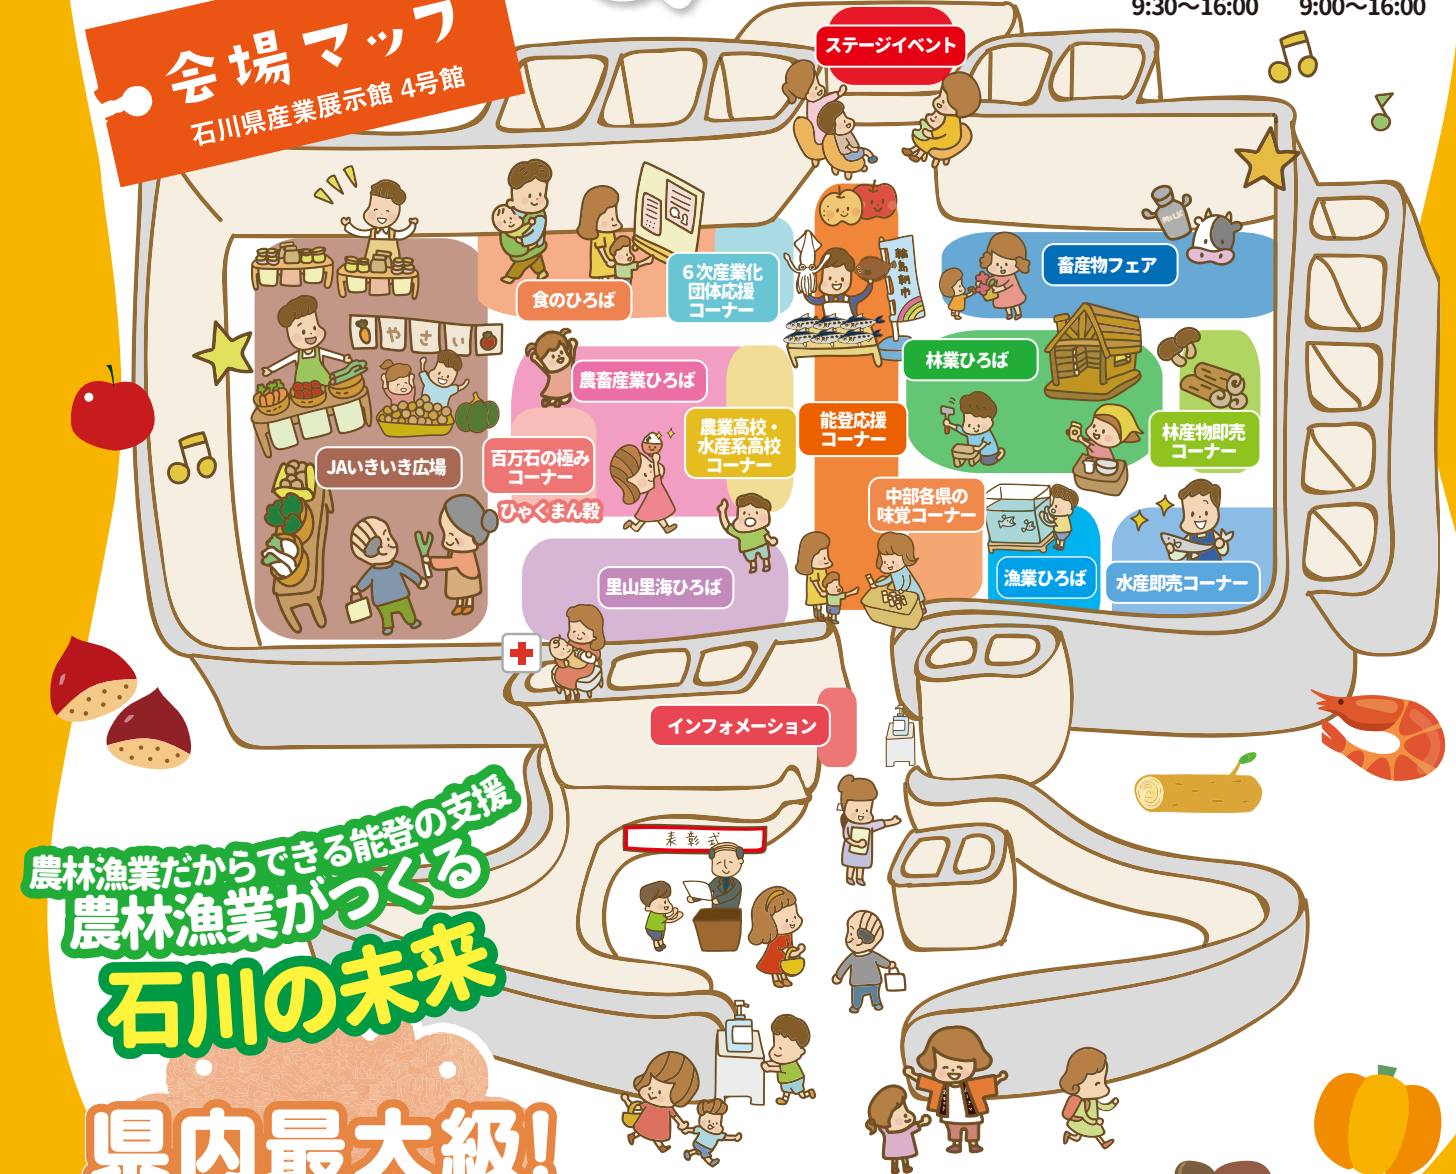 9:30～16:00
9:00～16:00
会場マップ
石川県産業展示館 4号館
ステージイベント
MILK
畜産物フェア
6次産業化
団体応援
コーナー
食のひろば
輪島朝市
やさい
農畜産業ひろば
林業ひろば
農業高校・
水産系高校
コーナー
能登応援
コーナー
林産物即売
コーナー
JAいきいき広場
百万石の極み
コーナー
ひゃくまん穀
中部各県の
味覚コーナー
里山里海ひろば
漁業ひろば
水産即売コーナー
インフォメーション
表彰式
農林漁業だからできる能登の支援
農林漁業がつくる
石川の未来
県内最大級!